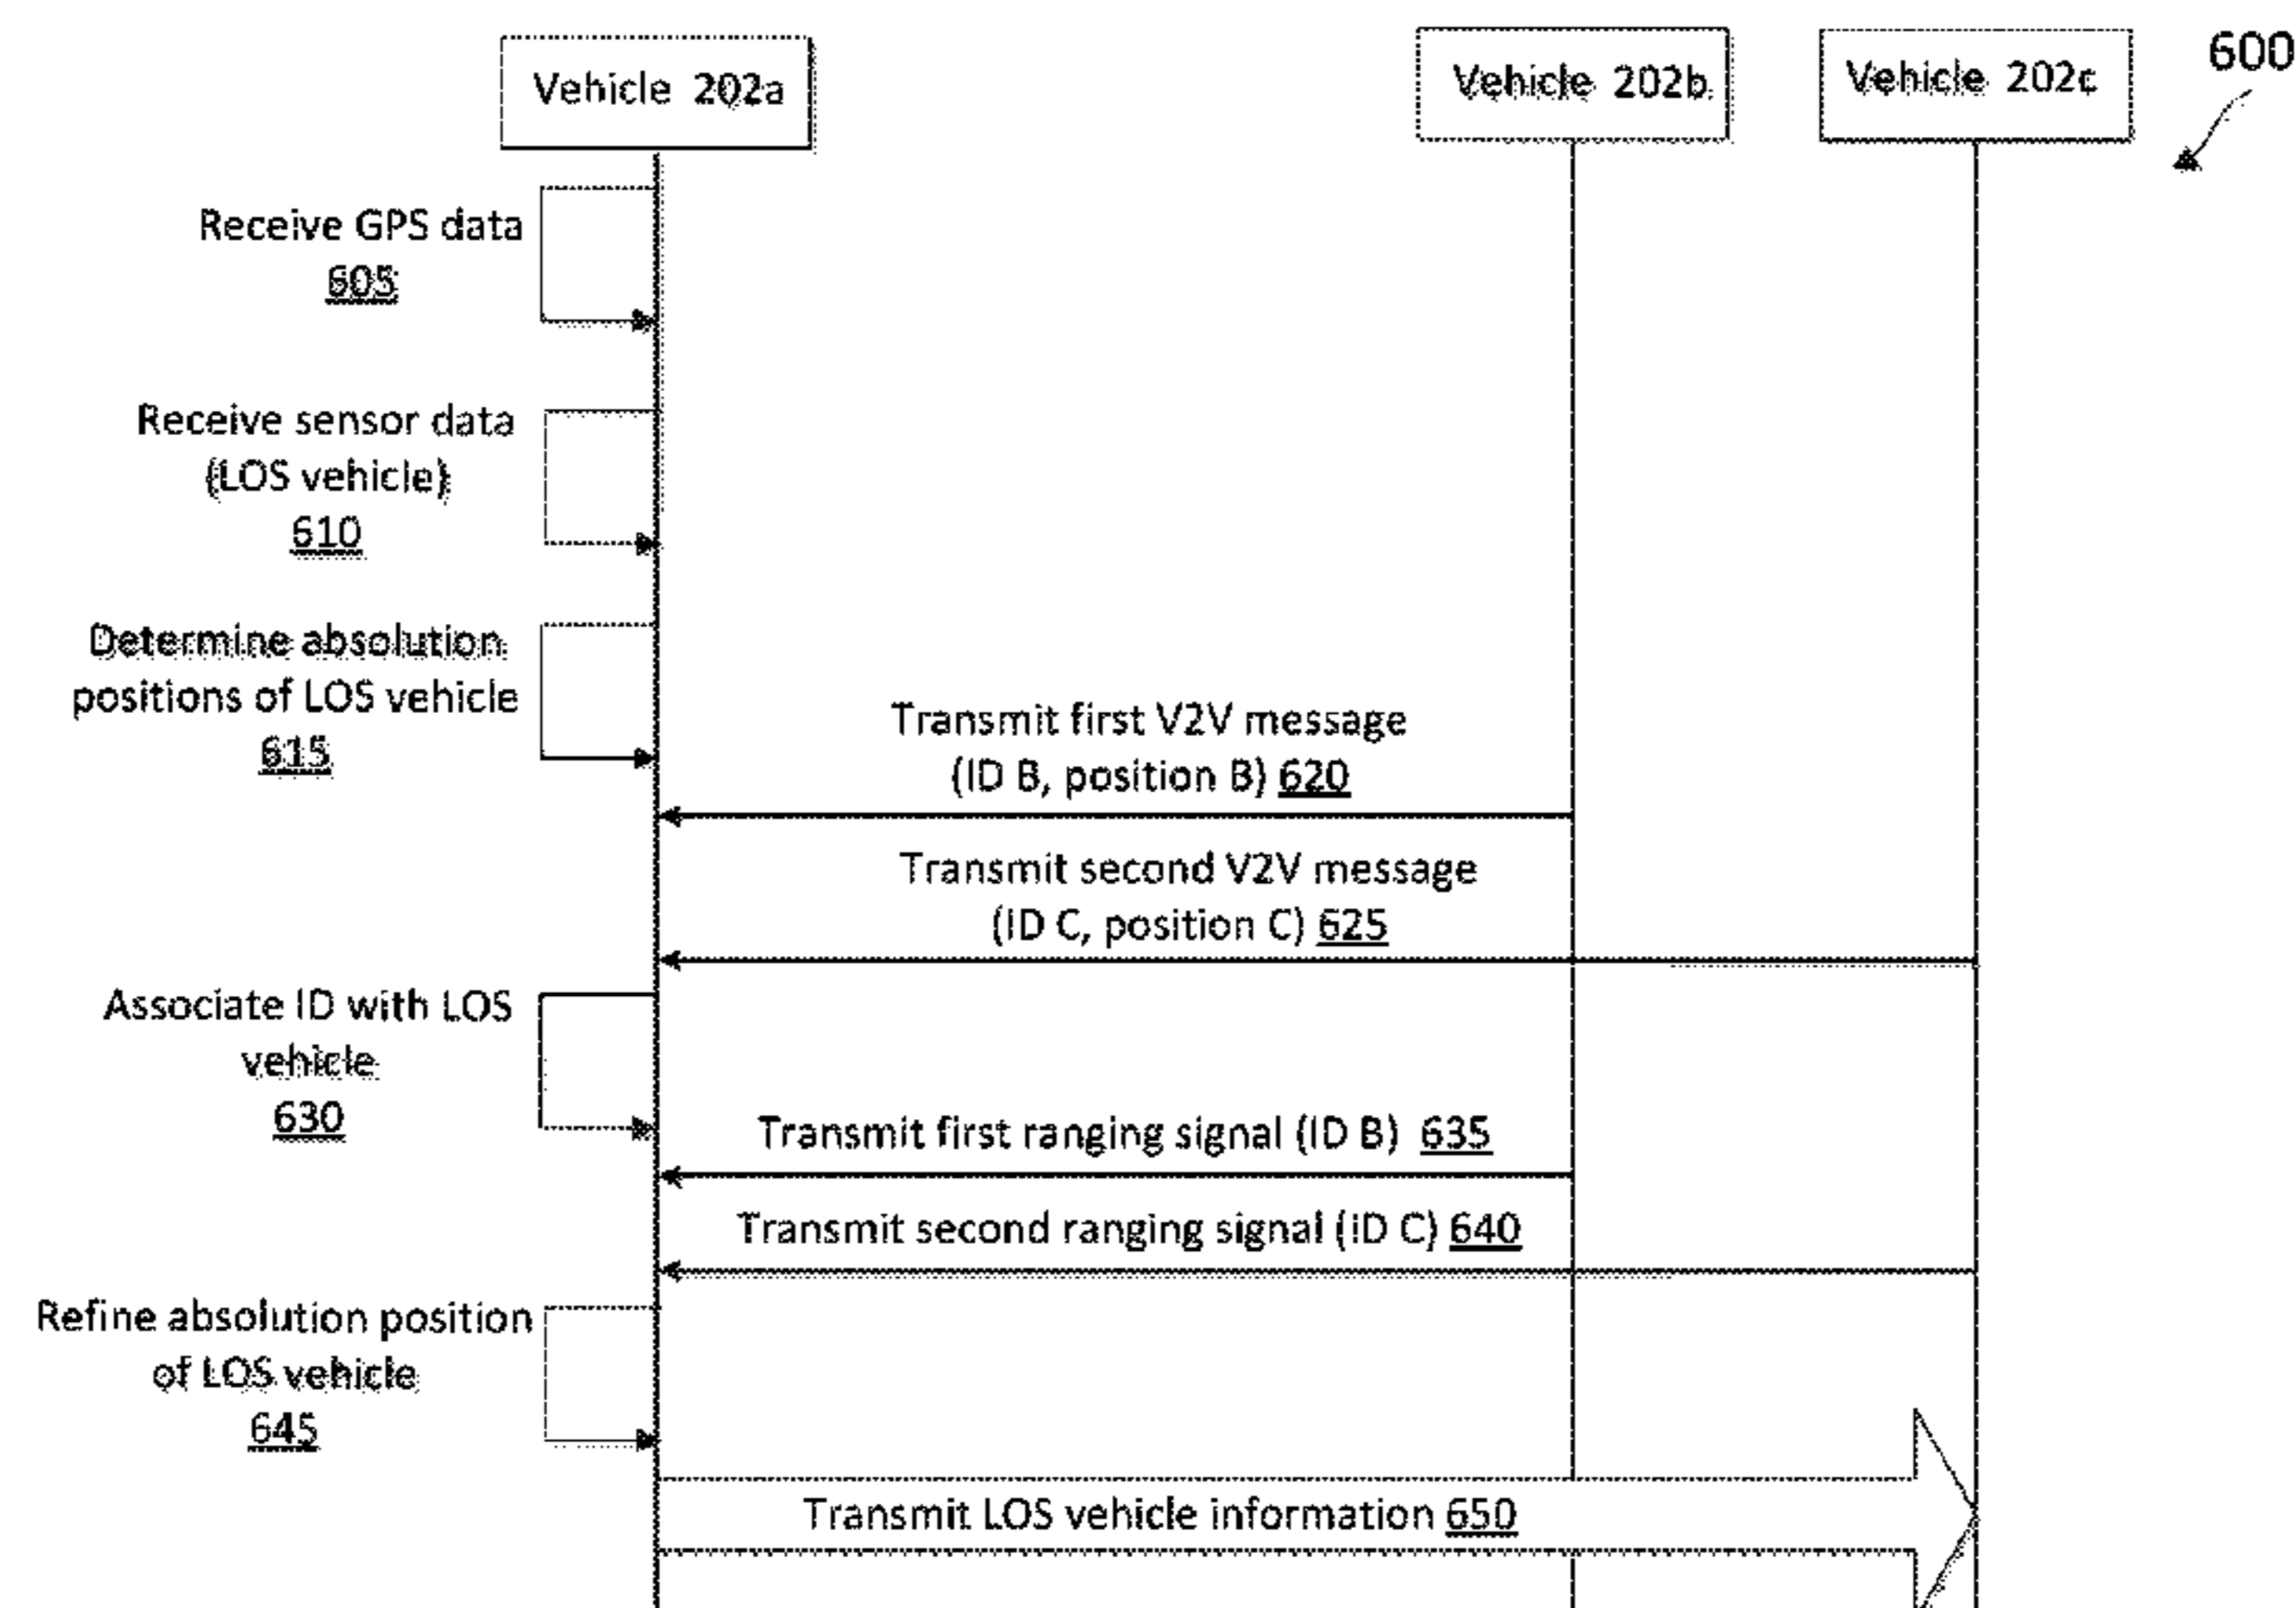 Vehicle 202a
Vehicle 202b
Vehicle 202c
600
Receive GPS data
605
Receive sensor data
(LOS vehicle)
610
Determine absolution
positions of LOS vehicle
615
Transmit first V2V message
(ID B, position B) 620
Transmit second V2V message
(ID C, position C) 625
Associate ID with LOS
vehicle
630
Transmit first ranging signal (ID B) 635
Transmit second ranging signal (ID C) 640
Refine absolution position
of LOS vehicle
645
Transmit LOS vehicle information 650